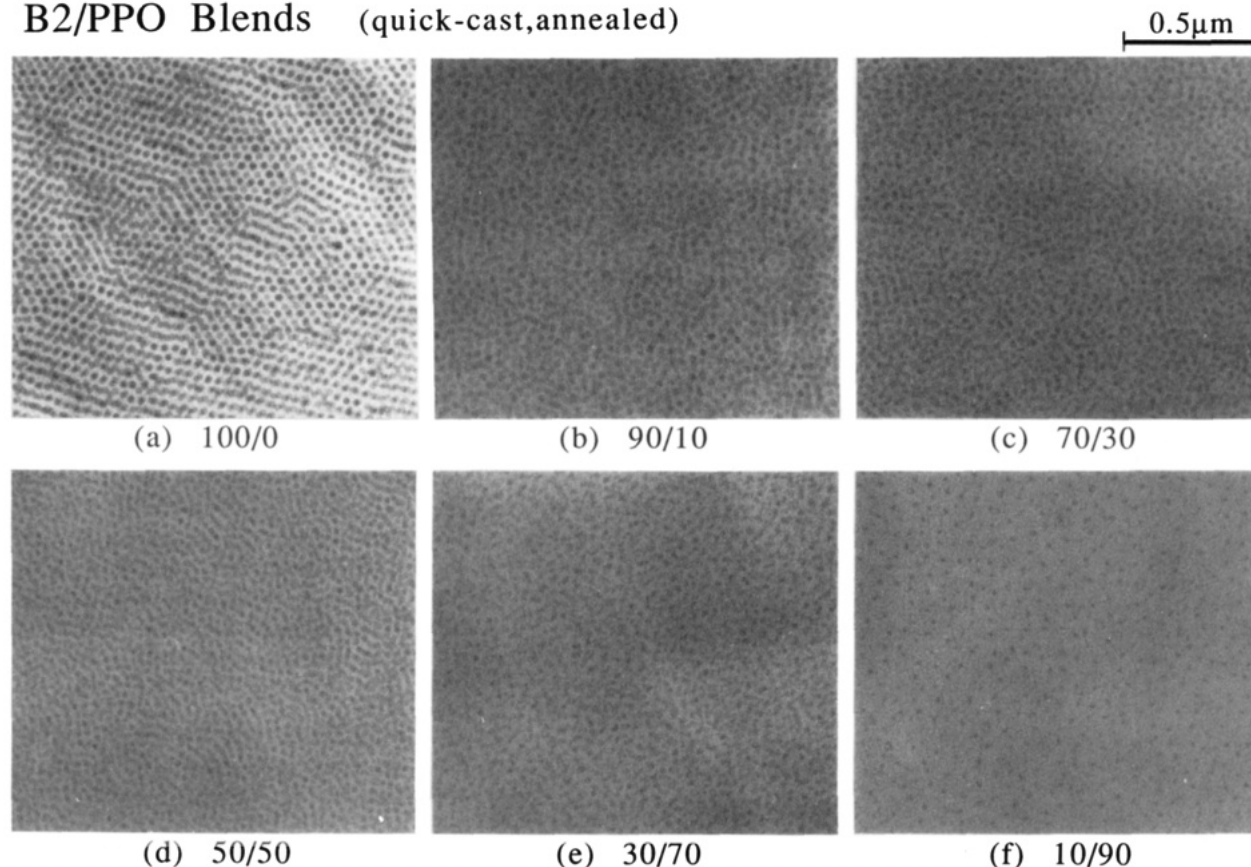 B2/PPO Blends (quick-cast,annealed)
0.5μm
(a) 100/0
(b) 90/10
(c) 70/30
(d) 50/50
(e) 30/70
(f) 10/90